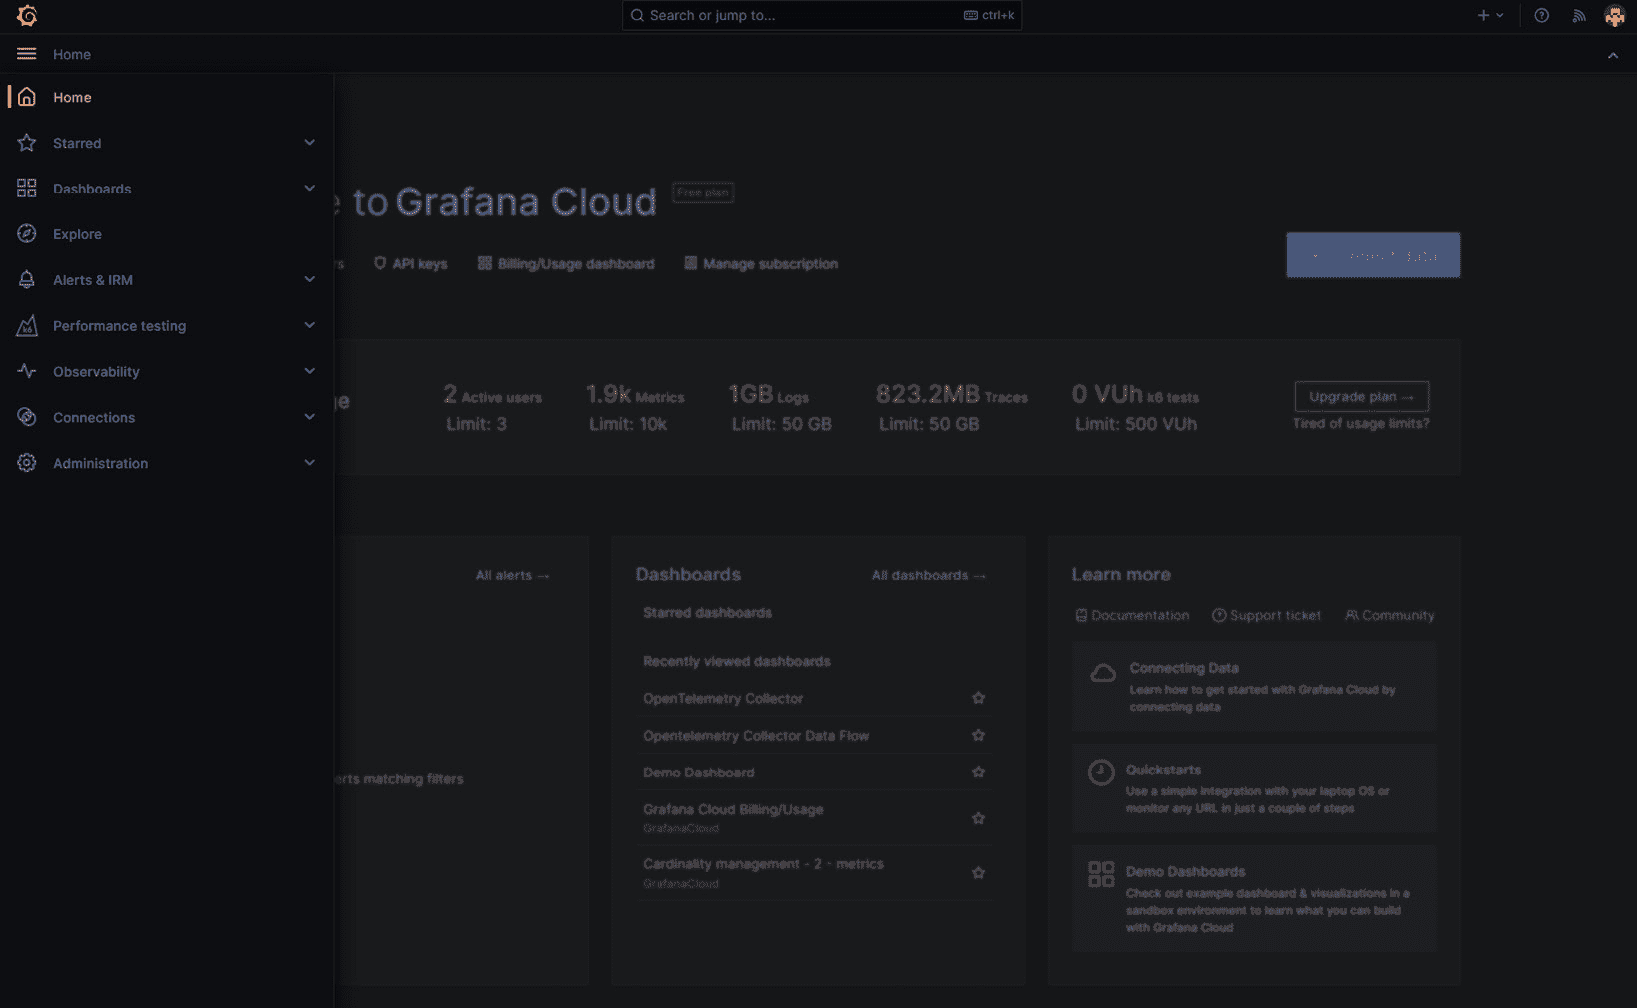 Search or jump to...
ctrl+k
Home
Home
Starred
Dashboards
Explore
Alerts & IRM
Performance testing
k6
Observability
Connections
Administration
to Grafana Cloud
Free plan
API keys
Billing/Usage dashboard
Manage subscription
2 Active users
Limit: 3
1.9k Metrics
Limit: 10k
1GB Logs
Limit: 50 GB
823.2MB Traces
Limit: 50 GB
0 VUh k6 tests
Limit: 500 VUh
Upgrade plan →
Tired of usage limits?
All alerts →
matching filters
Dashboards
All dashboards →
Starred dashboards
Recently viewed dashboards
OpenTelemetry Collector
Opentelemetry Collector Data Flow
Demo Dashboard
Grafana Cloud Billing/Usage
GrafanaCloud
Cardinality management - 2 - metrics
GrafanaCloud
Learn more
Documentation
Support ticket
Community
Connecting Data
Learn how to get started with Grafana Cloud by
connecting data
Quickstarts
Use a simple integration with your laptop OS or
monitor any URL in just a couple of steps
Demo Dashboards
Check out example dashboard & visualizations in a
sandbox environment to learn what you can build
with Grafana Cloud